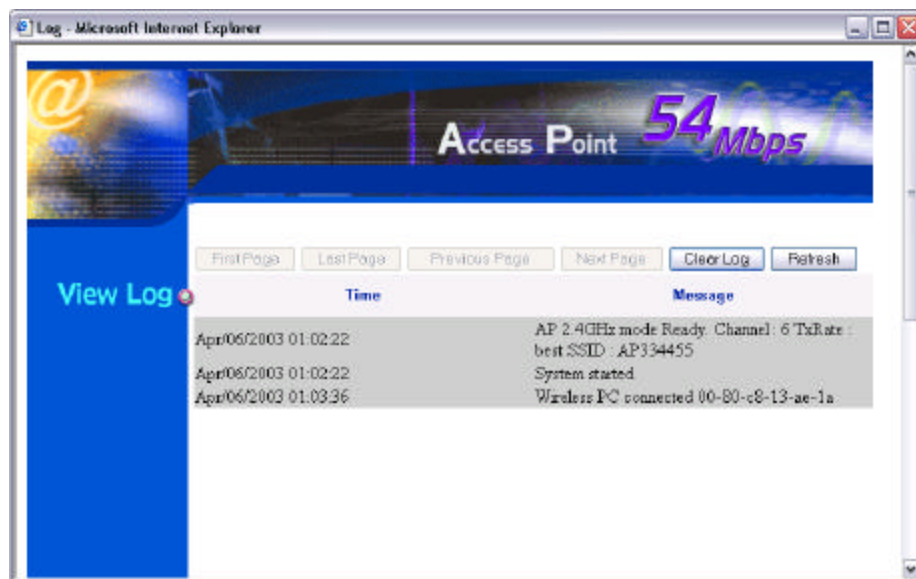 Log - Microsoft Internet Explorer
@
Access Point 54Mbps
First Page Last Page Previous Page Next Page Clear Log Refresh
View Log
Time Message
Apr/06/2003 01:02:22 AP 2.4GHz mode Ready. Channel : 6 TxRate :
best SSID : AP334455
Apr/06/2003 01:02:22 System started
Apr/06/2003 01:03:36 Wireless PC connected 00-80-c8-13-ae-1a